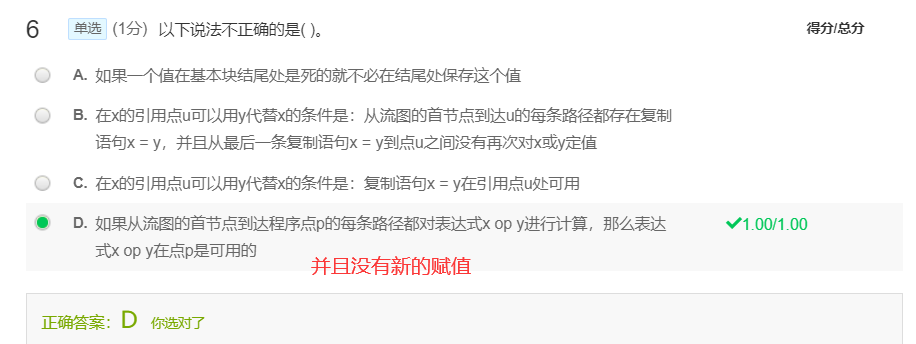 6 单选 (1分) 以下说法不正确的是( )。 得分/总分
A. 如果一个值在基本块结尾处是死的就不必在结尾处保存这个值
B. 在x的引用点u可以用y代替x的条件是：从流图的首节点到达u的每条路径都存在复制
语句x = y，并且从最后一条复制语句x = y到点u之间没有再次对x或y定值
C. 在x的引用点u可以用y代替x的条件是：复制语句x = y在引用点u处可用
D. 如果从流图的首节点到达程序点p的每条路径都对表达式x op y进行计算，那么表达 1.00/1.00
式x op y在点p是可用的
并且没有新的赋值
正确答案：D 你选对了